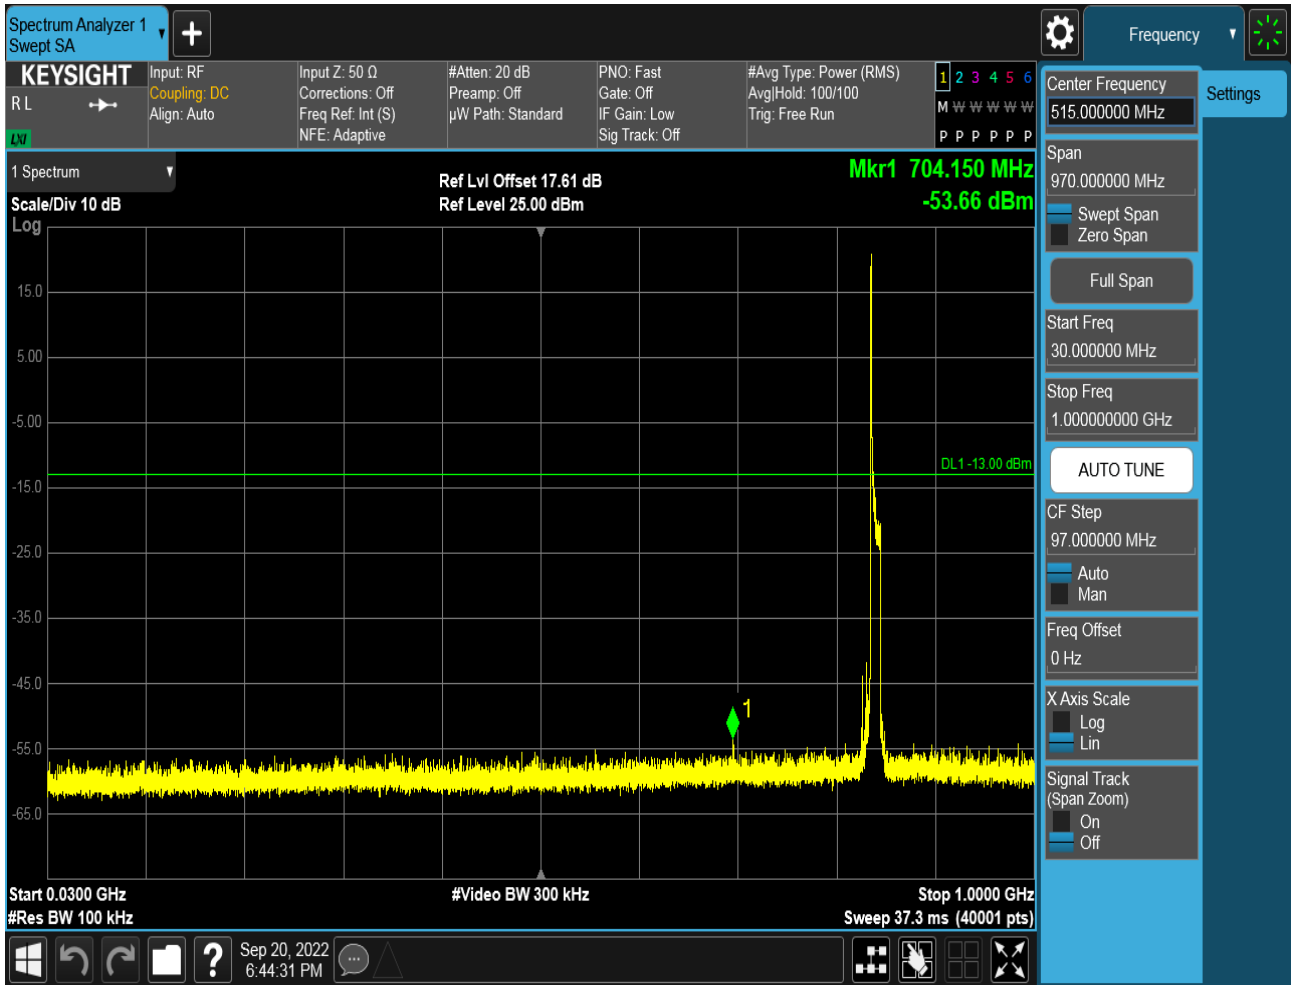 Spectrum Analyzer 1
Swept SA
Frequency
KEYSIGHT
R L
LXI
Input: RF
Coupling: DC
Align: Auto
Input Z: 50 Ω
Corrections: Off
Freq Ref: Int (S)
NFE: Adaptive
#Atten: 20 dB
Preamp: Off
µW Path: Standard
PNO: Fast
Gate: Off
IF Gain: Low
Sig Track: Off
#Avg Type: Power (RMS)
Avg|Hold: 100/100
Trig: Free Run
1 2 3 4 5 6
M W W W W W
P P P P P P
1 Spectrum
Scale/Div 10 dB
Log
Ref Lvl Offset 17.61 dB
Ref Level 25.00 dBm
Mkr1 704.150 MHz
-53.66 dBm
15.0
5.00
-5.00
DL1 -13.00 dBm
-15.0
-25.0
-35.0
-45.0
1
-55.0
-65.0
Start 0.0300 GHz
#Video BW 300 kHz
Stop 1.0000 GHz
#Res BW 100 kHz
Sweep 37.3 ms (40001 pts)
Sep 20, 2022
6:44:31 PM
Center Frequency
515.000000 MHz
Settings
Span
970.000000 MHz
Swept Span
Zero Span
Full Span
Start Freq
30.000000 MHz
Stop Freq
1.000000000 GHz
AUTO TUNE
CF Step
97.000000 MHz
Auto
Man
Freq Offset
0 Hz
X Axis Scale
Log
Lin
Signal Track
(Span Zoom)
On
Off